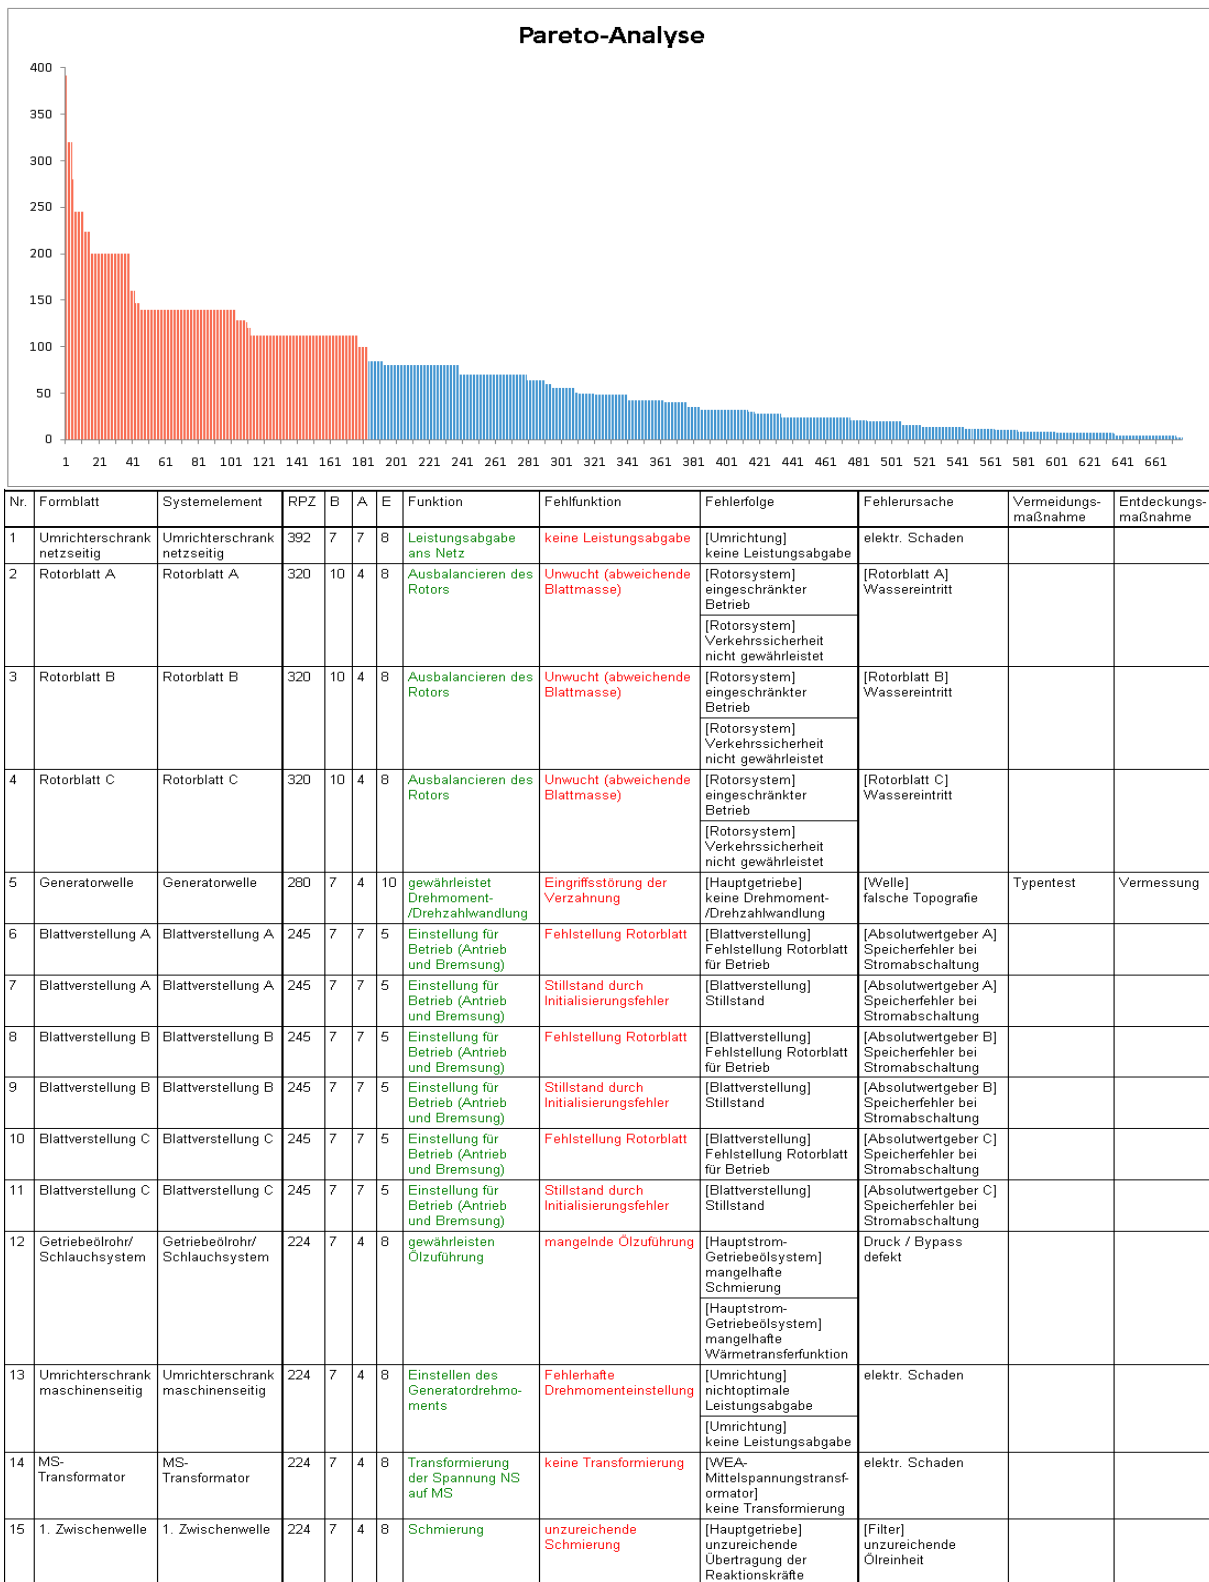 Pareto-Analyse
400
350
300
250
200
150
100
50
0
1 21 41 61 81 101 121 141 161 181 201 221 241 261 281 301 321 341 361 381 401 421 441 461 481 501 521 541 561 581 601 621 641 661
Nr. Formblatt Systemelement RPZ B A E Funktion Fehlfunktion Fehlerfolge Fehlerursache Vermeidungs- Entdeckungs-
maßnahme maßnahme
1 Umrichterschrank Umrichterschrank 392 7 7 8 Leistungsabgabe keine Leistungsabgabe [Umrichtung] elektr. Schaden
netzseitig netzseitig ans Netz keine Leistungsabgabe
2 Rotorblatt A Rotorblatt A 320 10 4 8 Ausbalancieren des Unwucht (abweichende [Rotorsystem] [Rotorblatt A]
Rotors Blattmasse) eingeschränkter Wassereintritt
Betrieb
[Rotorsystem]
Verkehrssicherheit
nicht gewährleistet
3 Rotorblatt B Rotorblatt B 320 10 4 8 Ausbalancieren des Unwucht (abweichende [Rotorsystem] [Rotorblatt B]
Rotors Blattmasse) eingeschränkter Wassereintritt
Betrieb
[Rotorsystem]
Verkehrssicherheit
nicht gewährleistet
4 Rotorblatt C Rotorblatt C 320 10 4 8 Ausbalancieren des Unwucht (abweichende [Rotorsystem] [Rotorblatt C]
Rotors Blattmasse) eingeschränkter Wassereintritt
Betrieb
[Rotorsystem]
Verkehrssicherheit
nicht gewährleistet
5 Generatorwelle Generatorwelle 280 7 4 10 gewährleistet Eingriffsstörung der [Hauptgetriebe] [Welle] Typentest Vermessung
Drehmoment- Verzahnung keine Drehmoment- falsche Topografie
/Drehzahlwandlung /Drehzahlwandlung
6 Blattverstellung A Blattverstellung A 245 7 7 5 Einstellung für Fehlstellung Rotorblatt [Blattverstellung] [Absolutwertgeber A]
Betrieb (Antrieb Fehlstellung Rotorblatt Speicherfehler bei
und Bremsung) für Betrieb Stromabschaltung
7 Blattverstellung A Blattverstellung A 245 7 7 5 Einstellung für Stillstand durch [Blattverstellung] [Absolutwertgeber A]
Betrieb (Antrieb Initialisierungsfehler Stillstand Speicherfehler bei
und Bremsung) Stromabschaltung
8 Blattverstellung B Blattverstellung B 245 7 7 5 Einstellung für Fehlstellung Rotorblatt [Blattverstellung] [Absolutwertgeber B]
Betrieb (Antrieb Fehlstellung Rotorblatt Speicherfehler bei
und Bremsung) für Betrieb Stromabschaltung
9 Blattverstellung B Blattverstellung B 245 7 7 5 Einstellung für Stillstand durch [Blattverstellung] [Absolutwertgeber B]
Betrieb (Antrieb Initialisierungsfehler Stillstand Speicherfehler bei
und Bremsung) Stromabschaltung
10 Blattverstellung C Blattverstellung C 245 7 7 5 Einstellung für Fehlstellung Rotorblatt [Blattverstellung] [Absolutwertgeber C]
Betrieb (Antrieb Fehlstellung Rotorblatt Speicherfehler bei
und Bremsung) für Betrieb Stromabschaltung
11 Blattverstellung C Blattverstellung C 245 7 7 5 Einstellung für Stillstand durch [Blattverstellung] [Absolutwertgeber C]
Betrieb (Antrieb Initialisierungsfehler Stillstand Speicherfehler bei
und Bremsung) Stromabschaltung
12 Getriebeölrohr/ Getriebeölrohr/ 224 7 4 8 gewährleisten mangelnde Ölzuführung [Hauptstrom- Druck / Bypass
Schlauchsystem Schlauchsystem Ölzuführung Getriebeölsystem] defekt
mangelhafte
Schmierung
[Hauptstrom-
Getriebeölsystem]
mangelhafte
Wärmetransferfunktion
13 Umrichterschrank Umrichterschrank 224 7 4 8 Einstellen des Fehlerhafte [Umrichtung] elektr. Schaden
maschinenseitig maschinenseitig Generatordrehmo- Drehmomenteinstellung nichtoptimale
ments Leistungsabgabe
[Umrichtung]
keine Leistungsabgabe
14 MS- MS- 224 7 4 8 Transformierung keine Transformierung [WEA- elektr. Schaden
Transformator Transformator der Spannung NS Mittelspannungstransf-
auf MS ormator]
keine Transformierung
15 1. Zwischenwelle 1. Zwischenwelle 224 7 4 8 Schmierung unzureichende [Hauptgetriebe] [Filter]
Schmierung unzureichende unzureichende
Übertragung der Ölreinheit
Reaktionskräfte